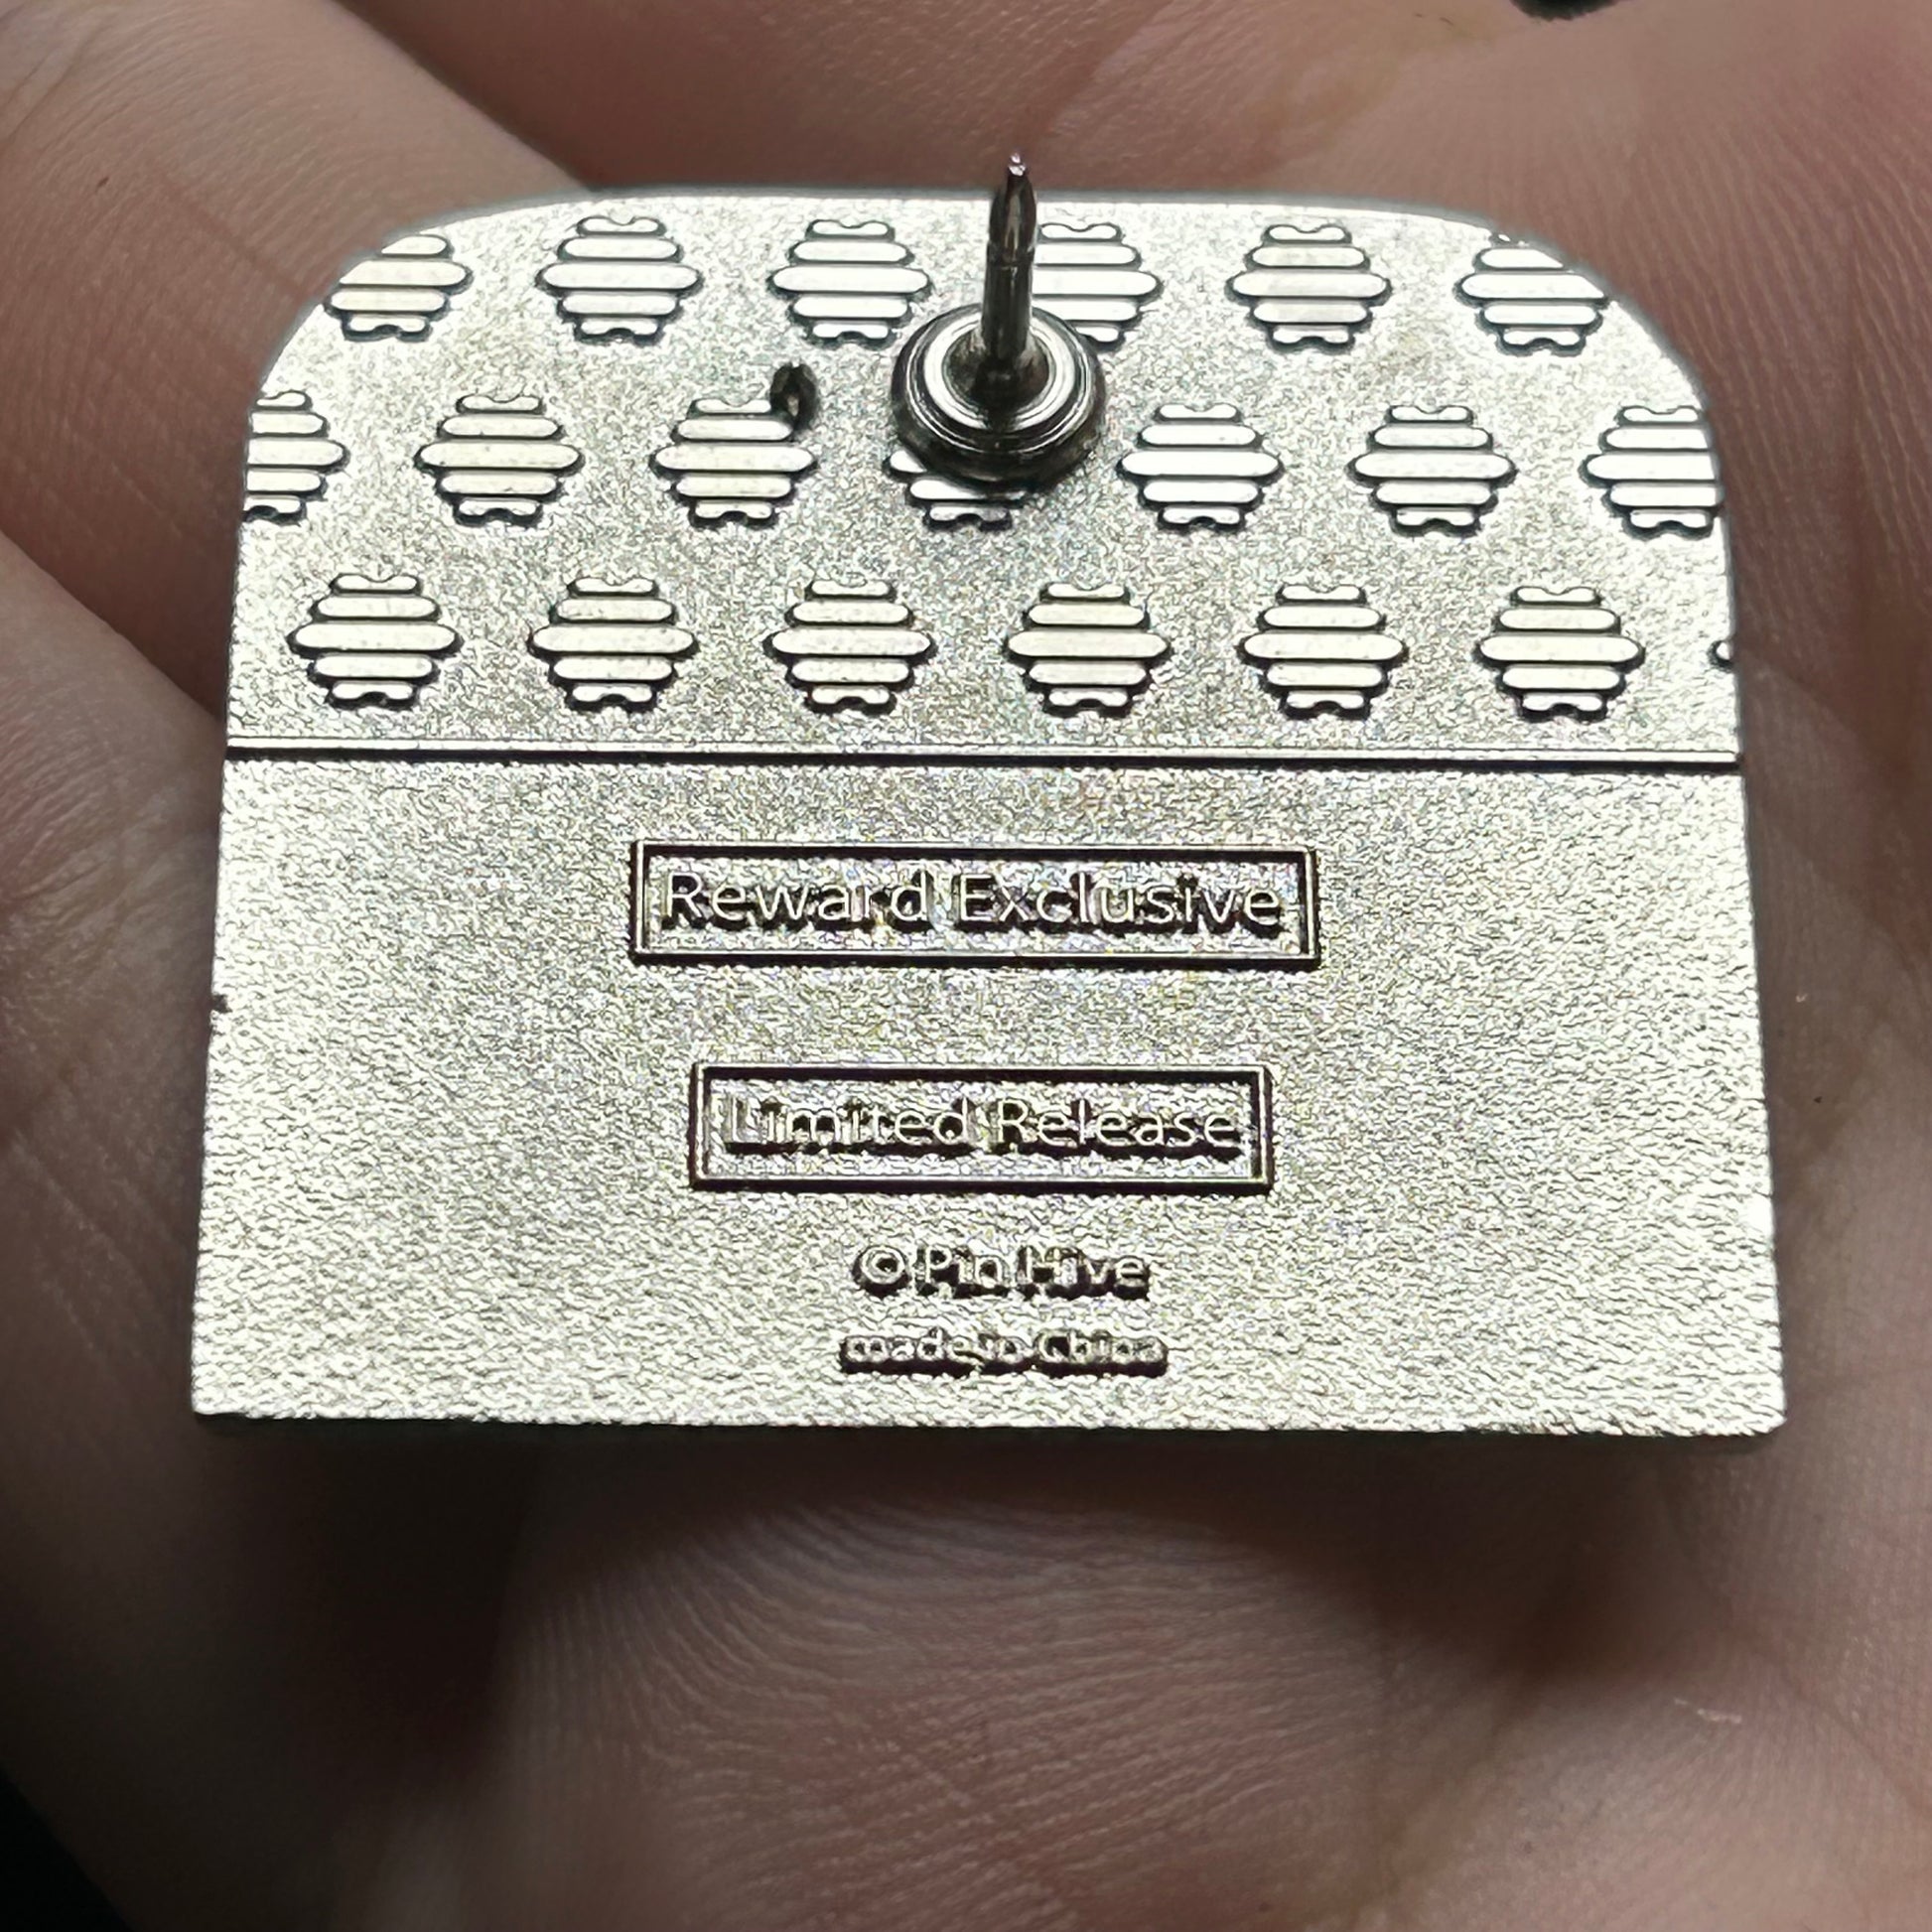 Reward Exclusive
Limited Release
© Pin Hive
made in China